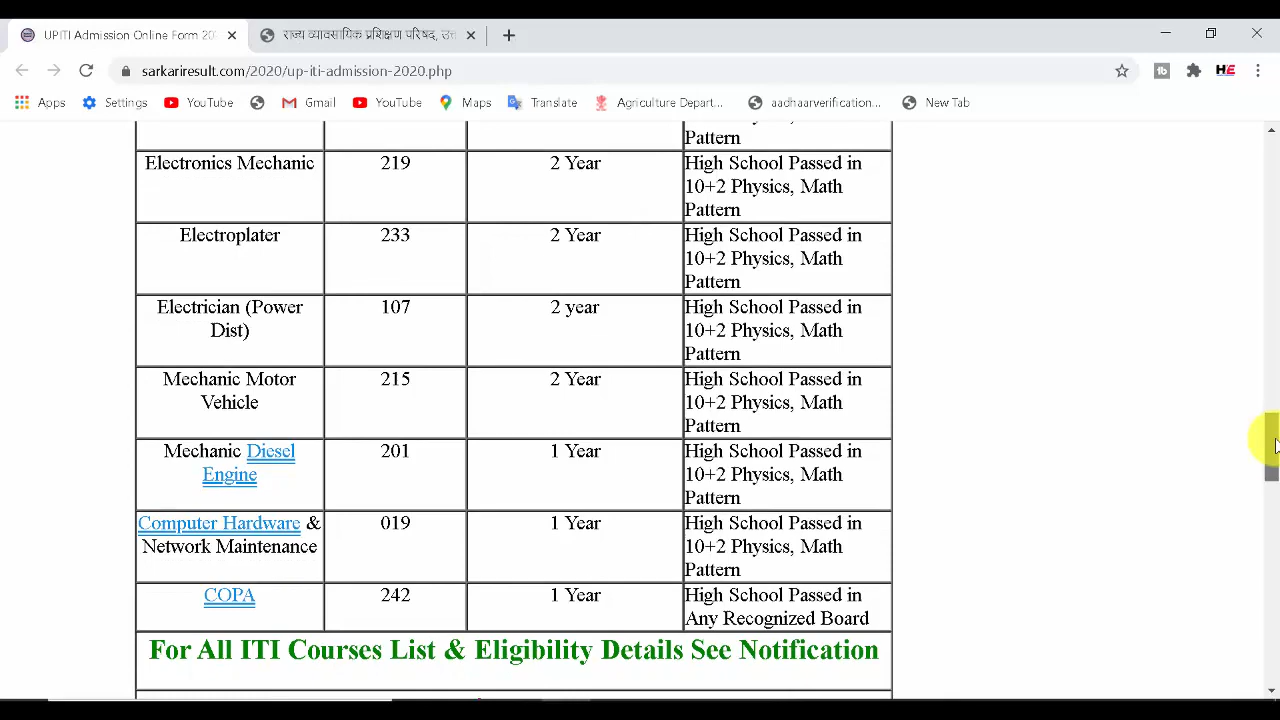 UPITI Admission Online Form 20
राज्य व्यावसायिक प्रशिक्षण परिषद, उत्त
sarkariresult.com/2020/up-iti-admission-2020.php
Apps Settings YouTube Gmail YouTube Maps Translate Agriculture Depart... aadhaarverification... New Tab
Pattern
Electronics Mechanic 219 2 Year High School Passed in
10+2 Physics, Math
Pattern
Electroplater 233 2 Year High School Passed in
10+2 Physics, Math
Pattern
Electrician (Power 107 2 year High School Passed in
Dist) 10+2 Physics, Math
Pattern
Mechanic Motor 215 2 Year High School Passed in
Vehicle 10+2 Physics, Math
Pattern
Mechanic Diesel 201 1 Year High School Passed in
Engine 10+2 Physics, Math
Pattern
Computer Hardware & 019 1 Year High School Passed in
Network Maintenance 10+2 Physics, Math
Pattern
COPA 242 1 Year High School Passed in
Any Recognized Board
For All ITI Courses List & Eligibility Details See Notification